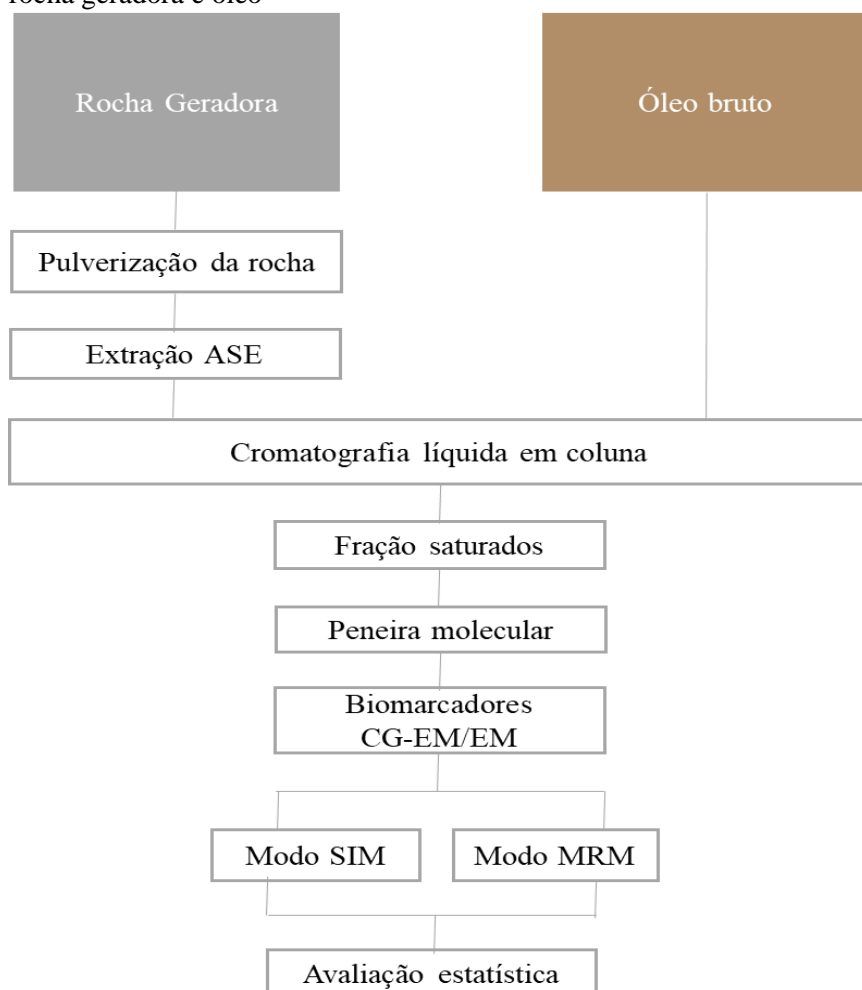 rocha geradora e óleo
Rocha Geradora
Óleo bruto
Pulverização da rocha
Extração ASE
Cromatografia líquida em coluna
Fração saturados
Peneira molecular
Biomarcadores
CG-EM/EM
Modo SIM
Modo MRM
Avaliação estatística